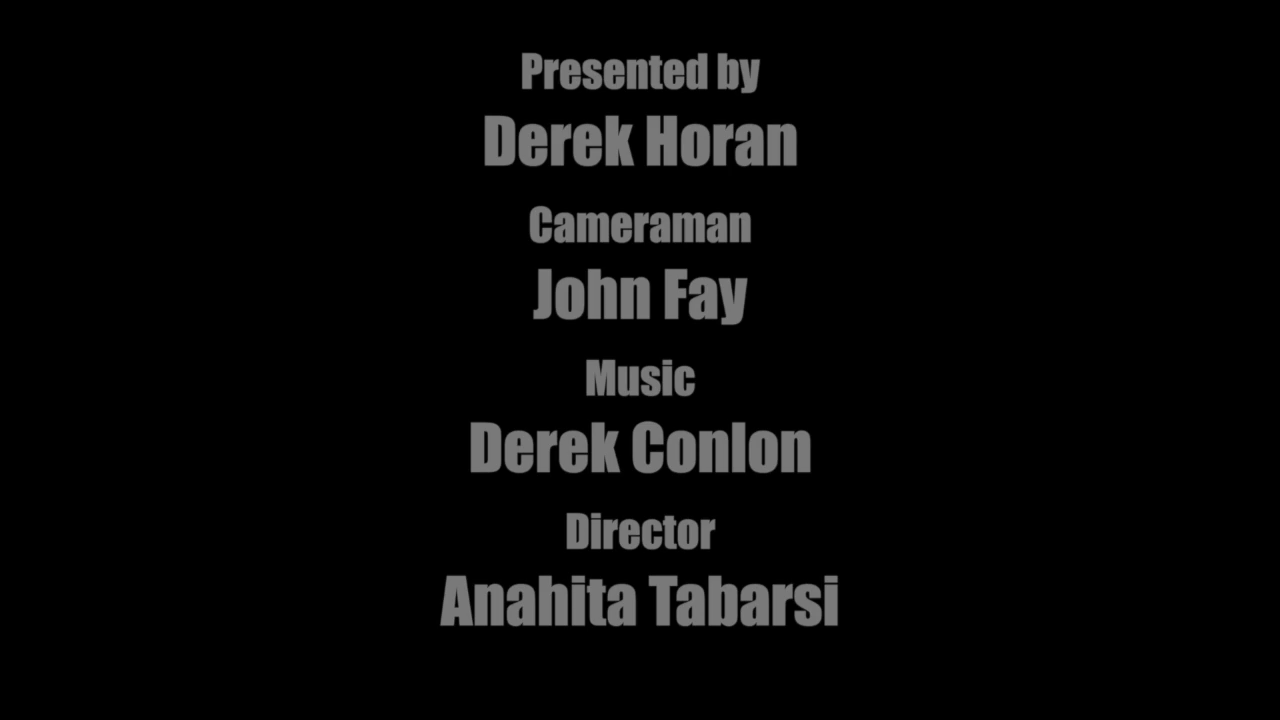 Presented by
Derek Horan
Cameraman
John Fay
Music
Derek Conlon
Director
Anahita Tabarsi